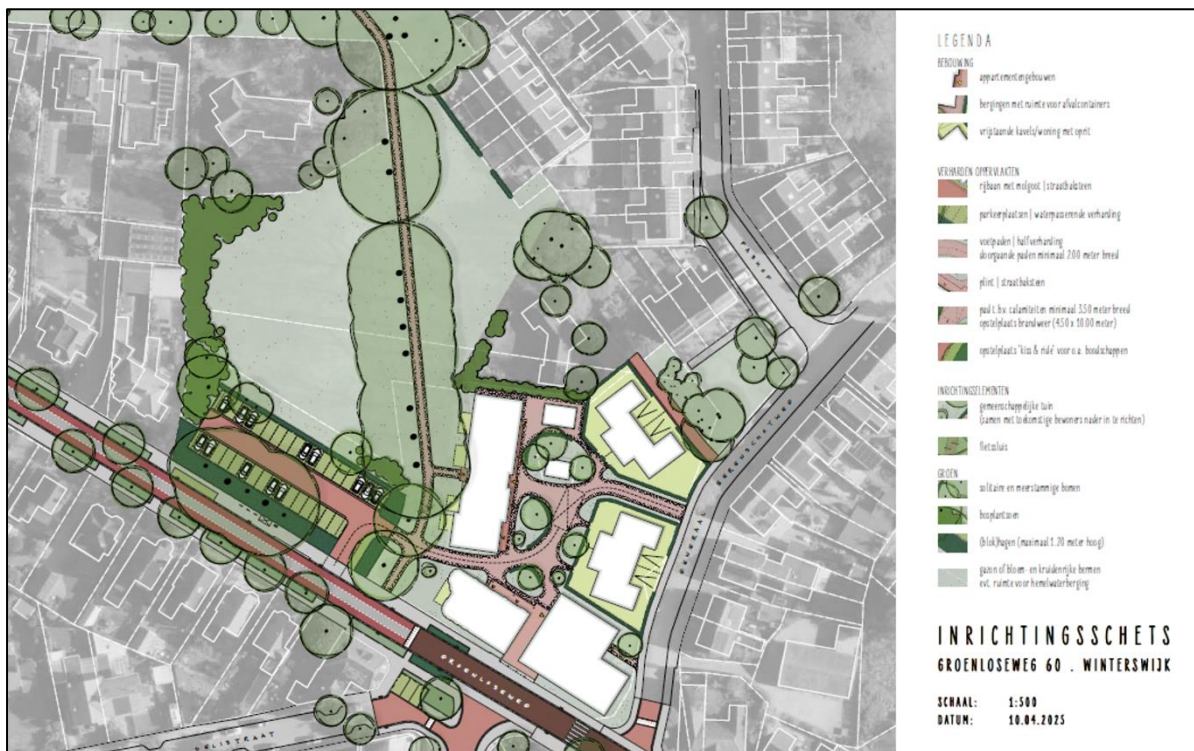 LEGENDA
BEBOUWING
appartementengebouwen
bergingen met ruimte voor afvalcontainers
vrijstaande kavels/woning met oprit
VERHARDEN OPPERVLAKTEN
rijbaan met molgoot | straatbaksteen
parkeerplaatsen | waterpasserende verharding
voetpaden | halfverharding
doorgaande paden minimaal 2.00 meter breed
plint | straatbaksteen
pad t.b.v. calamiteiten minimaal 3.50 meter breed
opstelplaats brandweer (4.50 x 10.00 meter)
opstelplaats 'kiss & ride' voor o.a. boodschappen
INRICHTINGSELEMENTEN
gemeenschappelijke tuin
(samen met toekomstige bewoners nader in te richten)
fietssluis
GROEN
solitaire en meerstammige bomen
bosplantsoen
(blok)hagen (maximaal 1.20 meter hoog)
gazon of bloem- en kruidenrijke bermen
evt. ruimte voor hemelwaterberging
INRICHTINGSSCHETS
GROENLOSEWEG 60 . WINTERSWIJK
SCHAAL: 1:500
DATUM: 10.04.2025
GROENLOSEWEG